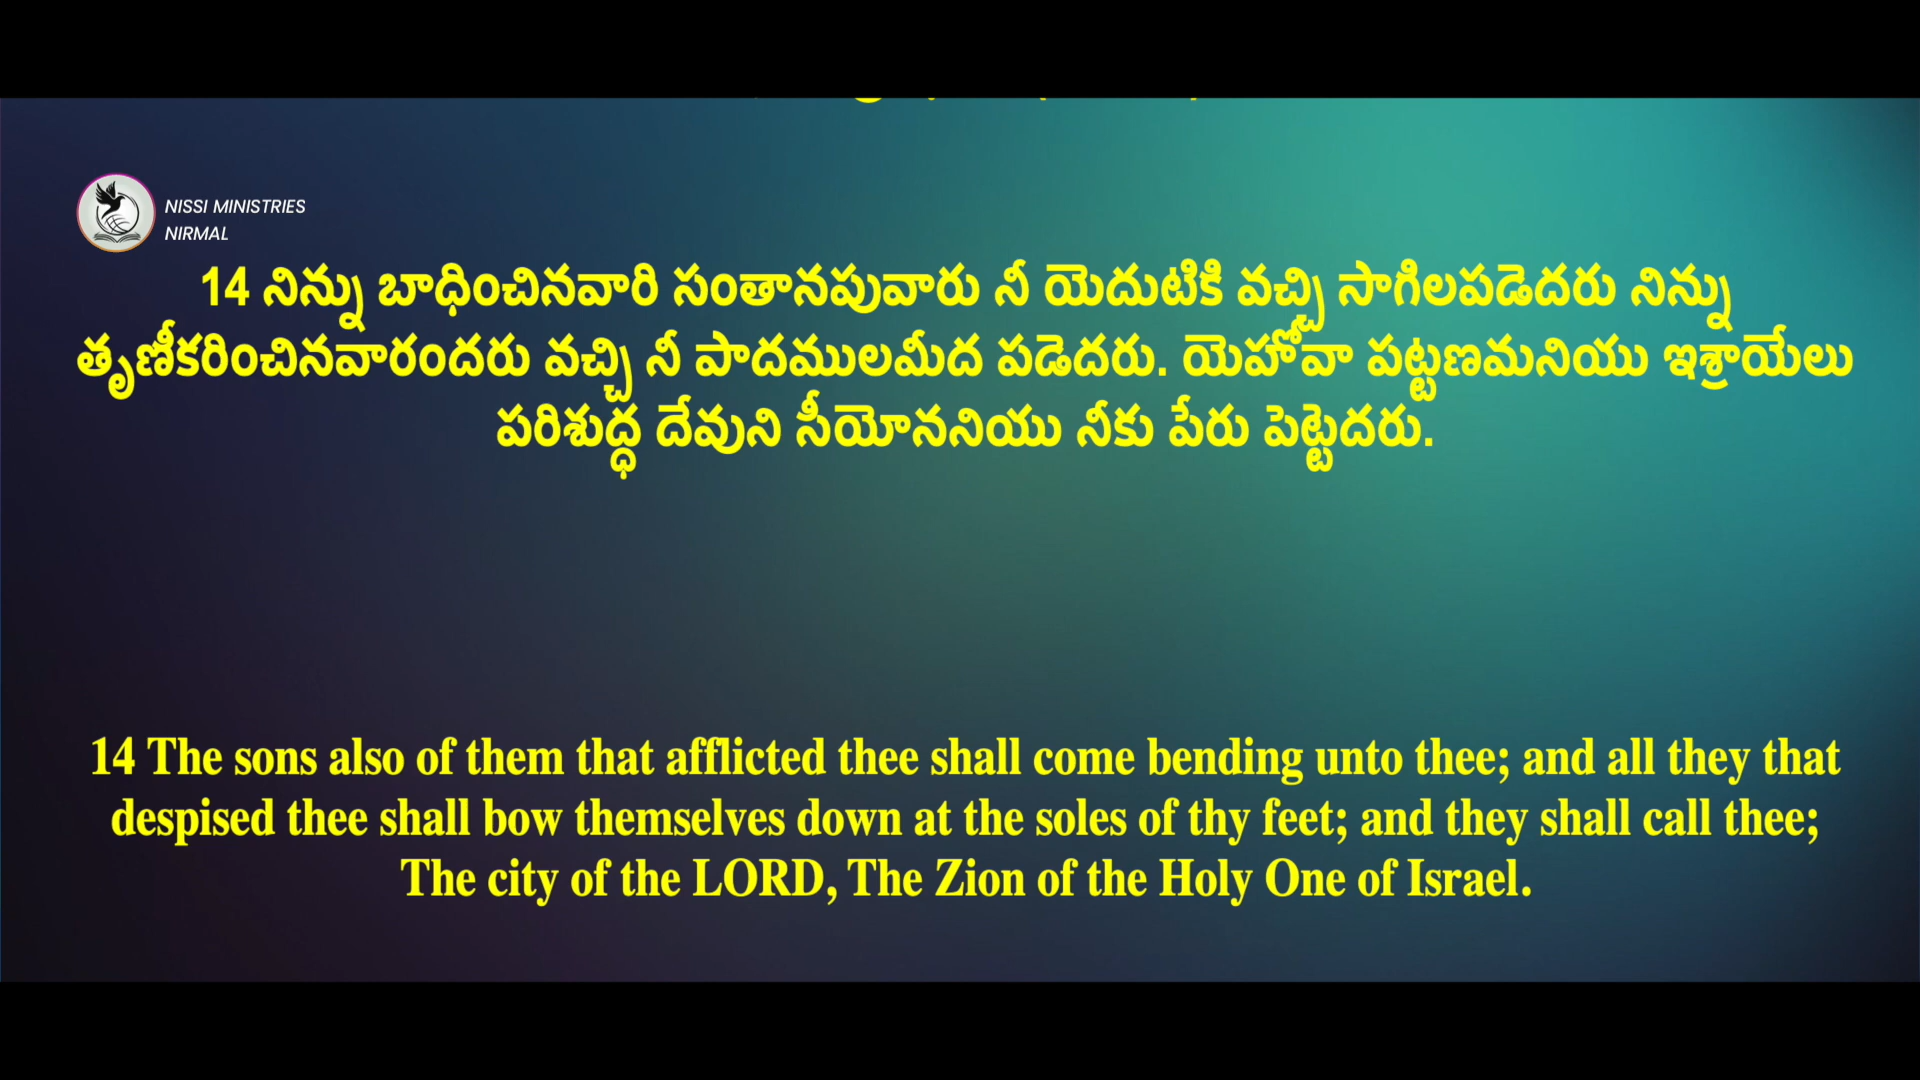 NISSI MINISTRIES
NIRMAL
14 నిన్ను బాధించినవారి సంతానపువారు నీ యెదుటికి వచ్చి సాగిలపడెదరు నిన్ను
తృణీకరించినవారందరు వచ్చి నీ పాదములమీద పడెదరు. యెహోవా పట్టణమనియు ఇశ్రాయేలు
పరిశుద్ధ దేవుని సీయోననియు నీకు పేరు పెట్టెదరు.
14 The sons also of them that afflicted thee shall come bending unto thee; and all they that
despised thee shall bow themselves down at the soles of thy feet; and they shall call thee;
The city of the LORD, The Zion of the Holy One of Israel.